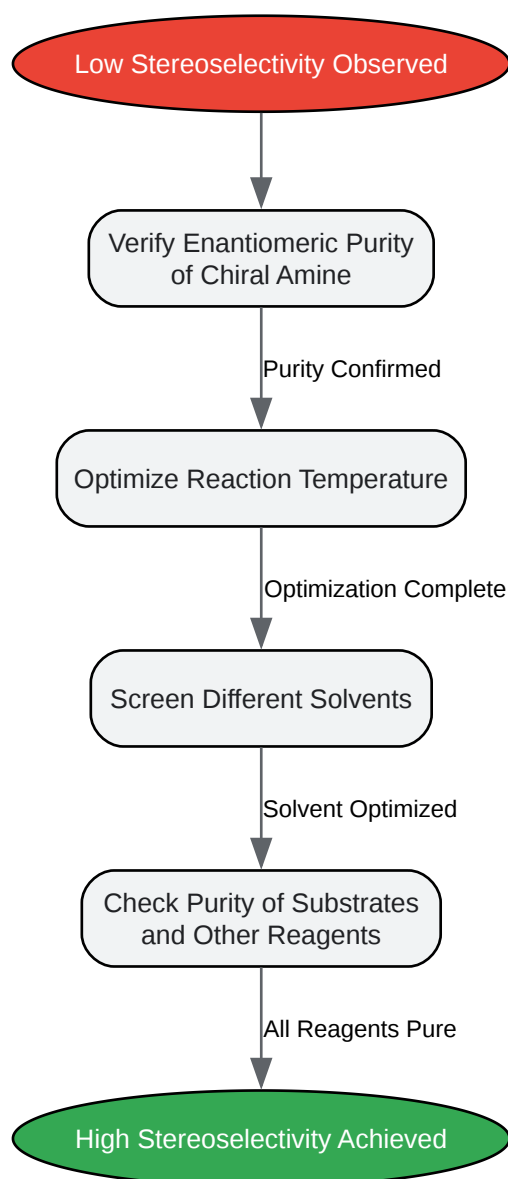 Low Stereoselectivity Observed
Verify Enantiomeric Purity
of Chiral Amine
Purity Confirmed
Optimize Reaction Temperature
Optimization Complete
Screen Different Solvents
Solvent Optimized
Check Purity of Substrates
and Other Reagents
All Reagents Pure
High Stereoselectivity Achieved